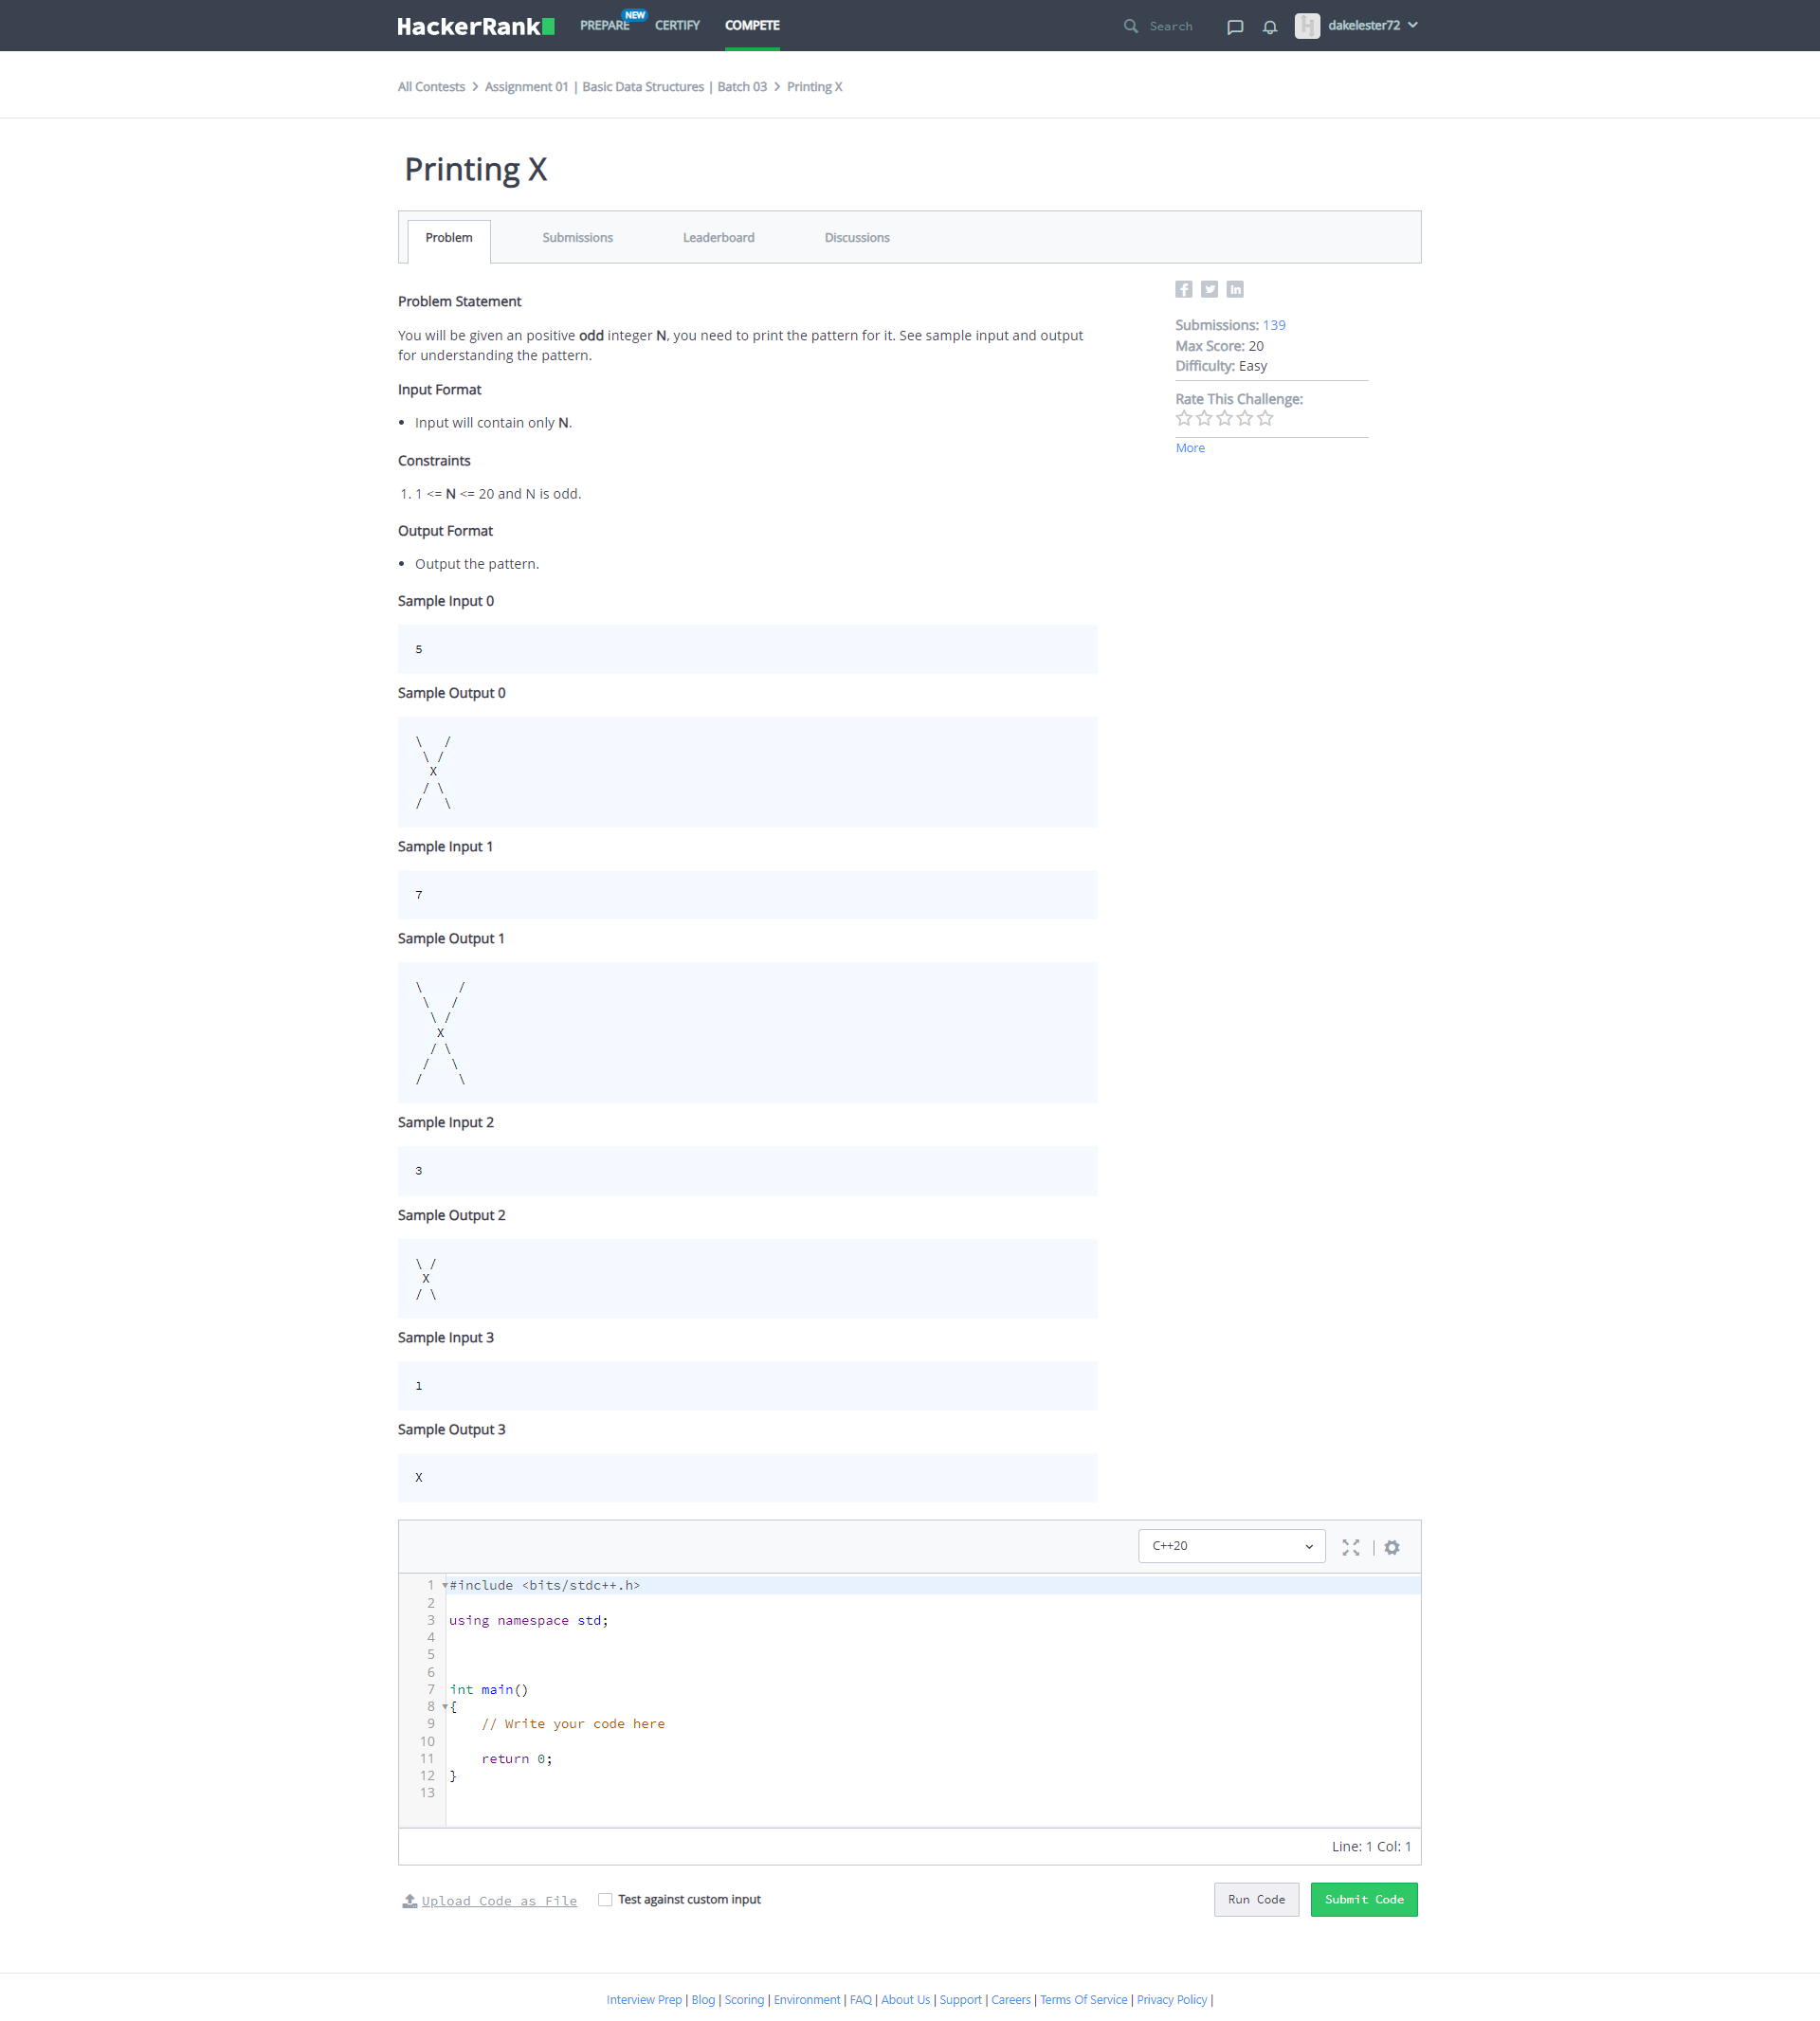 HackerRank PREPARE NEW CERTIFY COMPETE Search dakelester72
All Contests > Assignment 01 | Basic Data Structures | Batch 03 > Printing X
Printing X
Problem Submissions Leaderboard Discussions
Problem Statement
You will be given an positive odd integer N, you need to print the pattern for it. See sample input and output
for understanding the pattern.
Input Format
• Input will contain only N.
Constraints
1. 1 <= N <= 20 and N is odd.
Output Format
• Output the pattern.
Sample Input 0
5
Sample Output 0
\   /
 \ /
  X
 / \
/   \
Sample Input 1
7
Sample Output 1
\     /
 \   /
  \ /
   X
  / \
 /   \
/     \
Sample Input 2
3
Sample Output 2
\ /
 X
/ \
Sample Input 3
1
Sample Output 3
X
Submissions: 139
Max Score: 20
Difficulty: Easy
Rate This Challenge:
More
C++20
1 #include <bits/stdc++.h>
2
3 using namespace std;
4
5
6
7 int main()
8 {
9     // Write your code here
10
11     return 0;
12 }
13
Line: 1 Col: 1
Upload Code as File Test against custom input Run Code Submit Code
Interview Prep | Blog | Scoring | Environment | FAQ | About Us | Support | Careers | Terms Of Service | Privacy Policy |